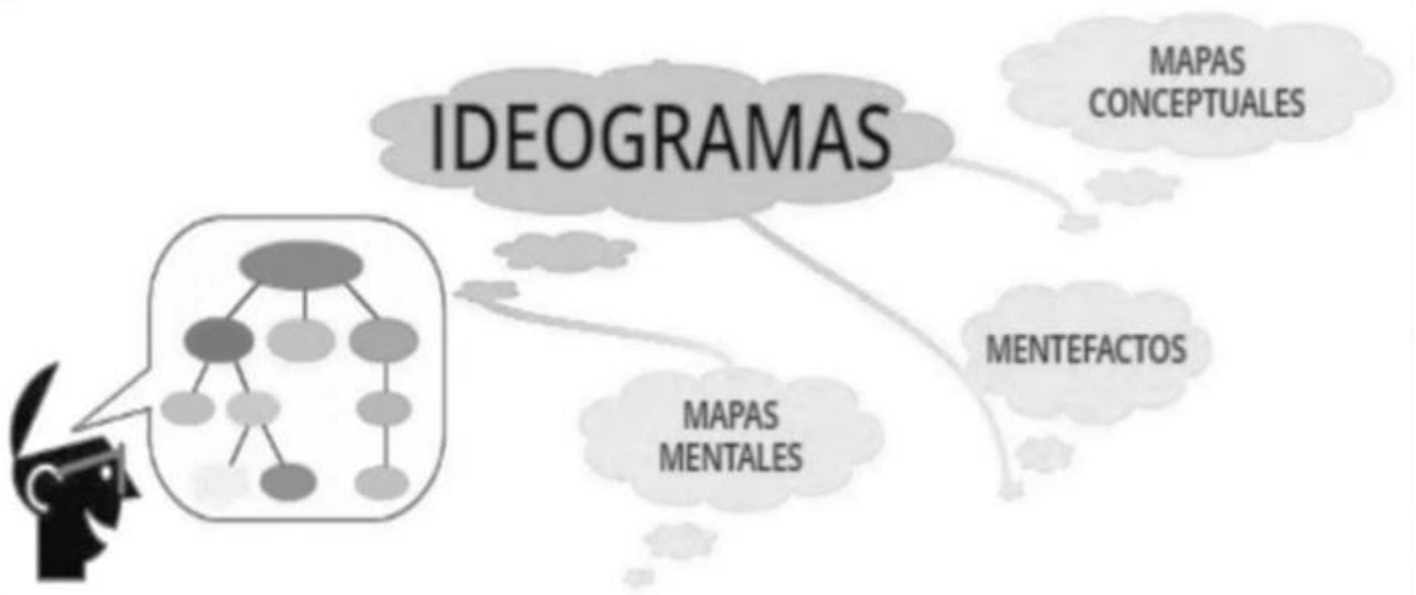 IDEOGRAMAS
MAPAS
CONCEPTUALES
MENTEFACTOS
MAPAS
MENTALES